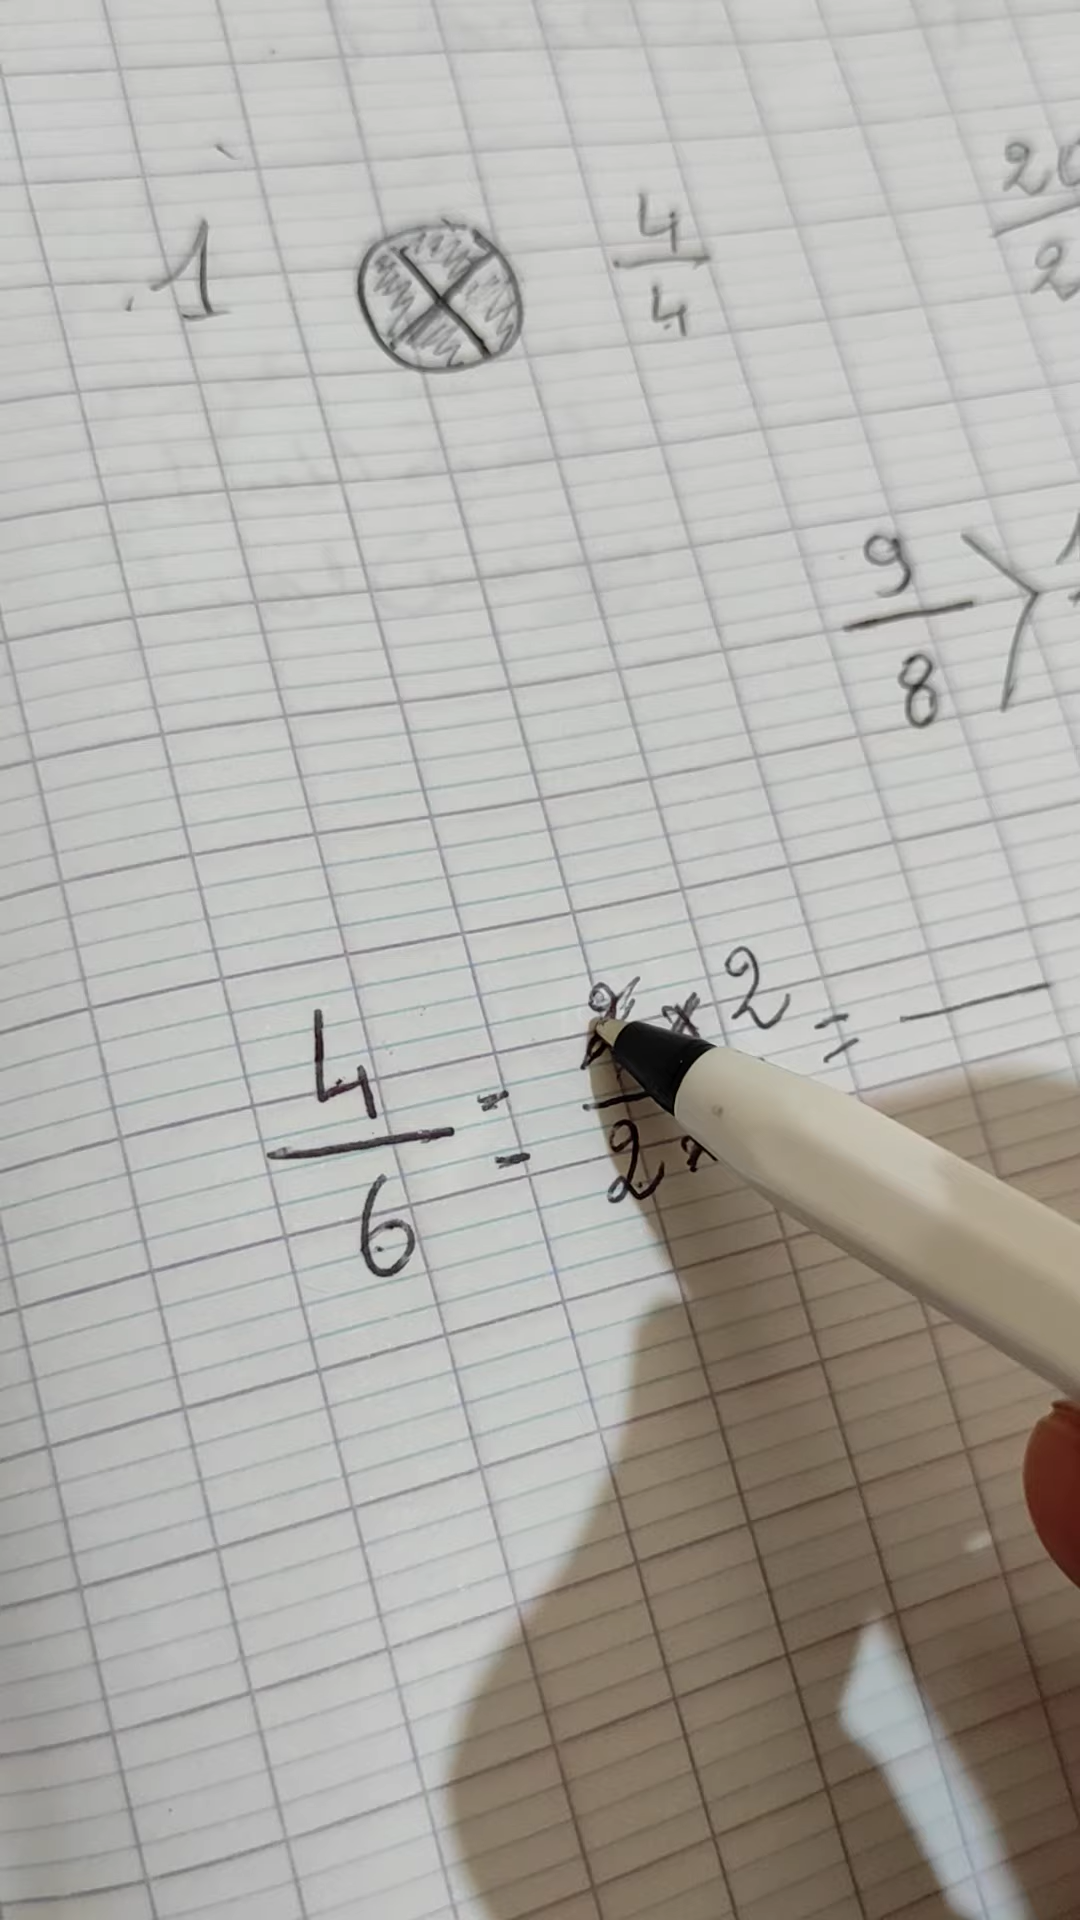 1 4/4
9/8 >
4/6 = 2 × 2 / 2 × = —